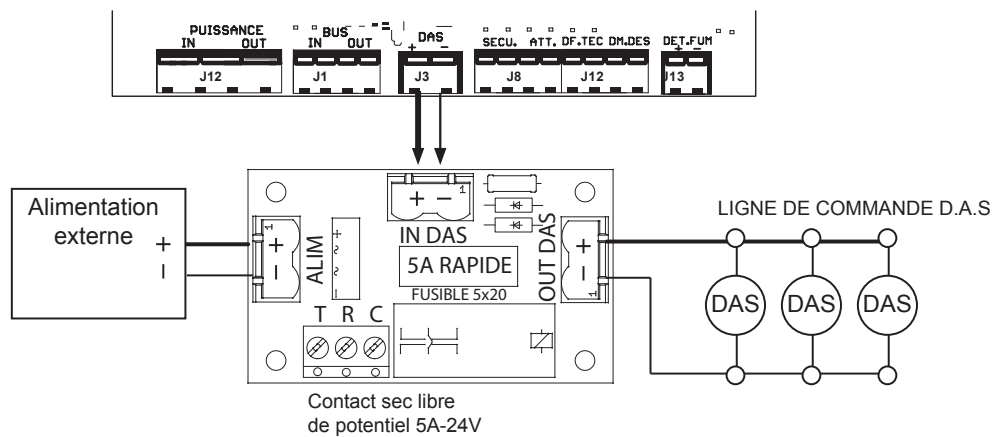 PUISSANCE BUS DAS
IN OUT IN OUT + - SECU. ATT. DF.TEC DM.DES DET.FUM
+ -
J12 J1 J3 J8 J12 J13
Alimentation
externe
+
-
1
+
-
ALIM
+
~
~
-
+ - 1
IN DAS
5A RAPIDE
FUSIBLE 5x20
OUT DAS
+
-
1
T R C
LIGNE DE COMMANDE D.A.S
DAS DAS DAS
Contact sec libre
de potentiel 5A-24V